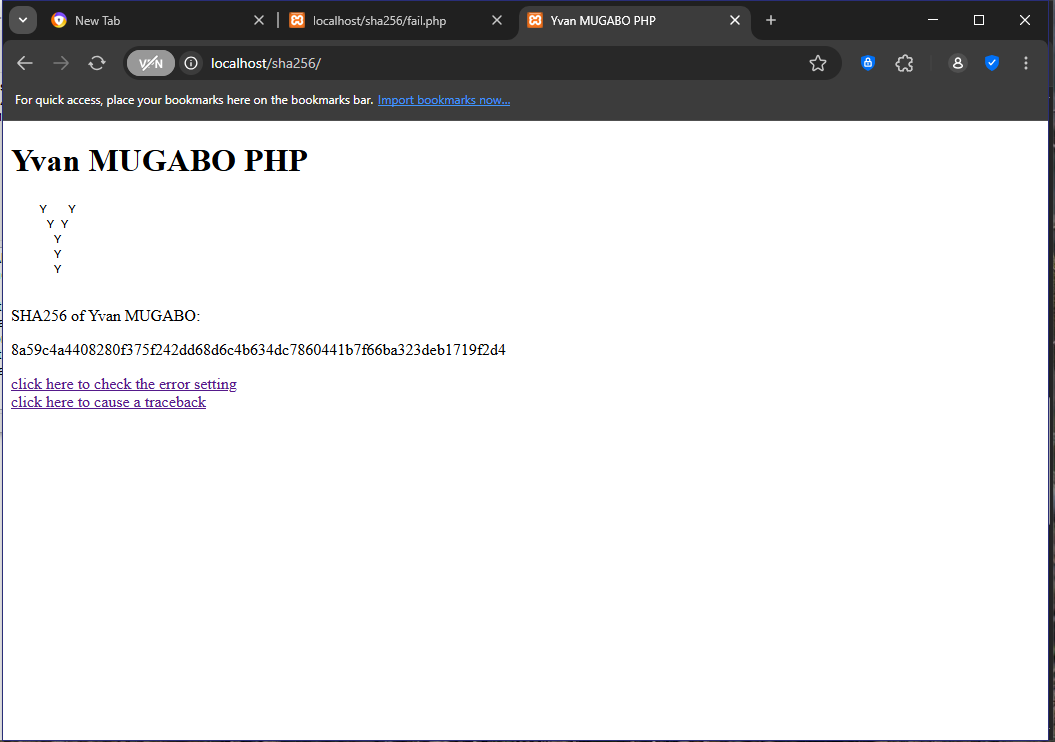 New Tab
localhost/sha256/fail.php
Yvan MUGABO PHP
VPN
localhost/sha256/
For quick access, place your bookmarks here on the bookmarks bar. Import bookmarks now...
Yvan MUGABO PHP
Y   Y
Y Y
Y
Y
Y
SHA256 of Yvan MUGABO:
8a59c4a4408280f375f242dd68d6c4b634dc7860441b7f66ba323deb1719f2d4
click here to check the error setting
click here to cause a traceback